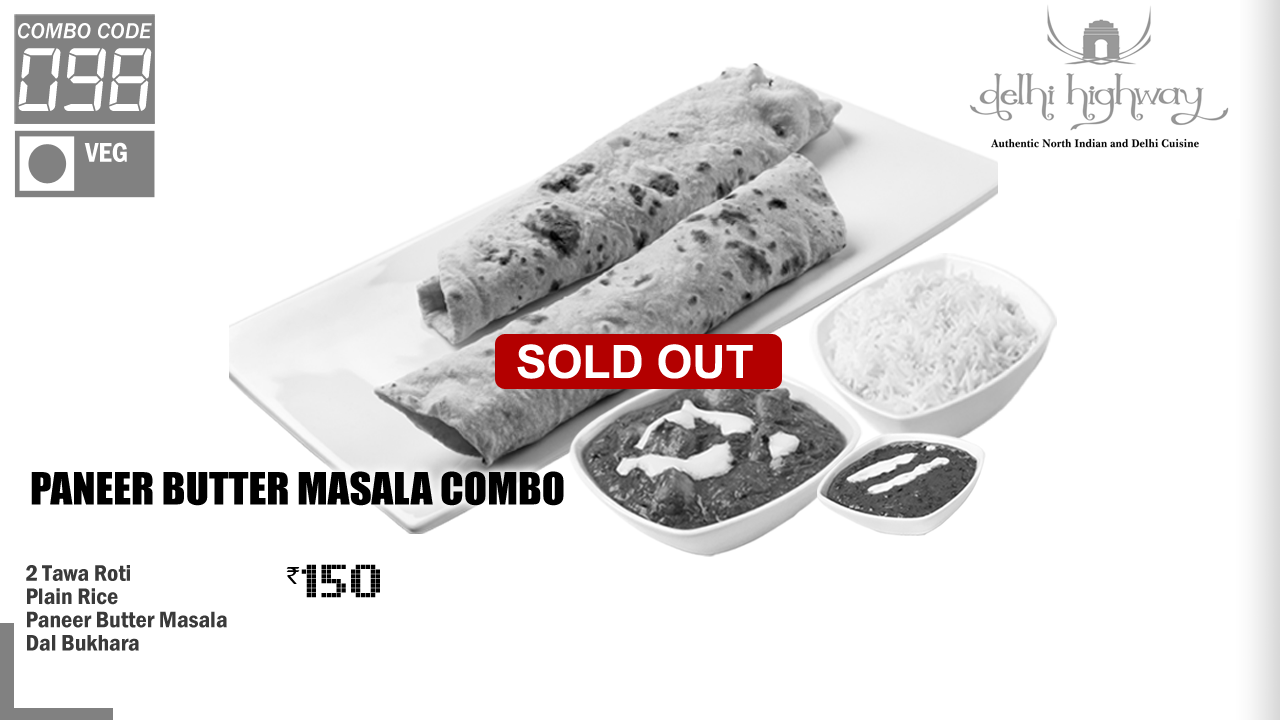 COMBO CODE
098
VEG
delhi highway
Authentic North Indian and Delhi Cuisine
SOLD OUT
PANEER BUTTER MASALA COMBO
2 Tawa Roti
Plain Rice
Paneer Butter Masala
Dal Bukhara
₹150